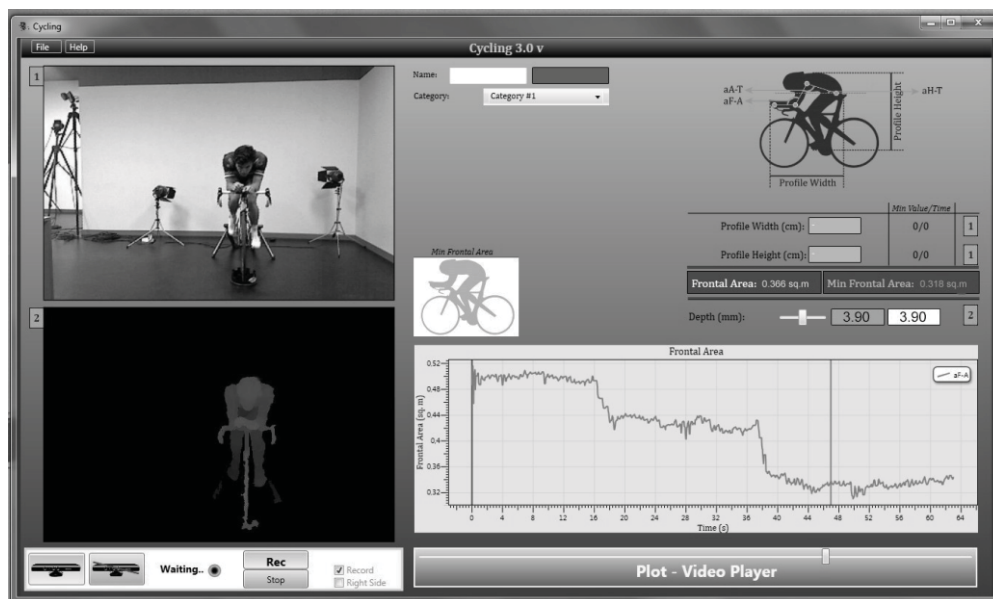 Cycling
File Help
Cycling 3.0 v
1
Name:
Category: Category #1
aA-T
aF-A
aH-T
Profile Height
Profile Width
Min Value/Time
Profile Width (cm): 0/0 1
Profile Height (cm): 0/0 1
Min Frontal Area
Frontal Area: 0.366 sq.m Min Frontal Area: 0.318 sq.m
2
Depth (mm): 3.90 3.90 2
Frontal Area
aF-A
Frontal Area (sq. m)
0.52
0.48
0.44
0.4
0.36
0.32
0 4 8 12 16 20 24 28 32 36 40 44 48 52 56 60 64
Time (s)
Waiting..
Rec
Stop
Record
Right Side
Plot - Video Player